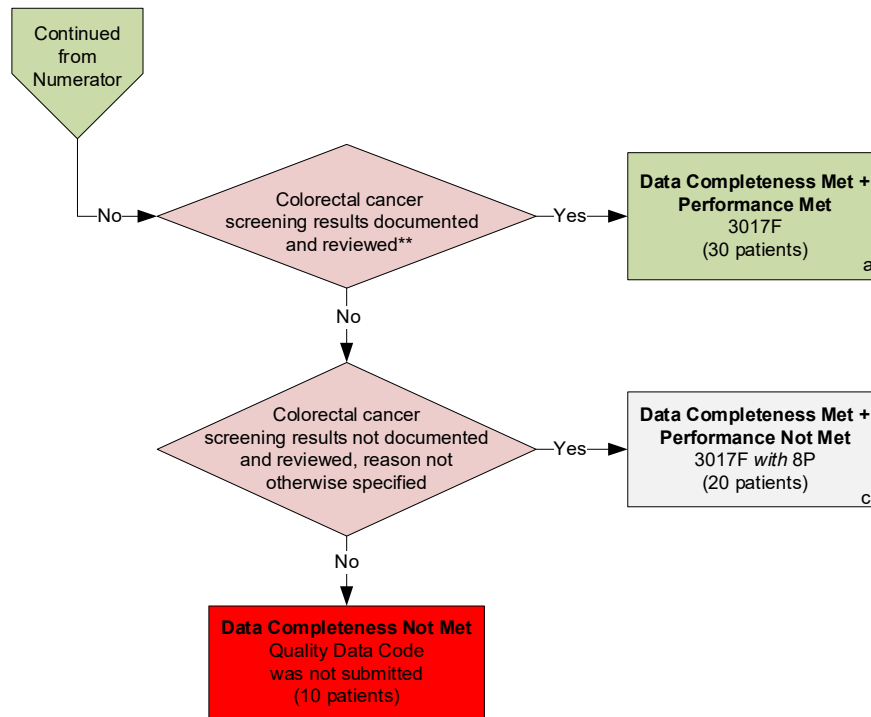 Continued
from
Numerator
No
Colorectal cancer
screening results documented
and reviewed**
Yes
Data Completeness Met +
Performance Met
3017F
(30 patients)
a
No
Colorectal cancer
screening results not documented
and reviewed, reason not
otherwise specified
Yes
Data Completeness Met +
Performance Not Met
3017F with 8P
(20 patients)
c
No
Data Completeness Not Met
Quality Data Code
was not submitted
(10 patients)